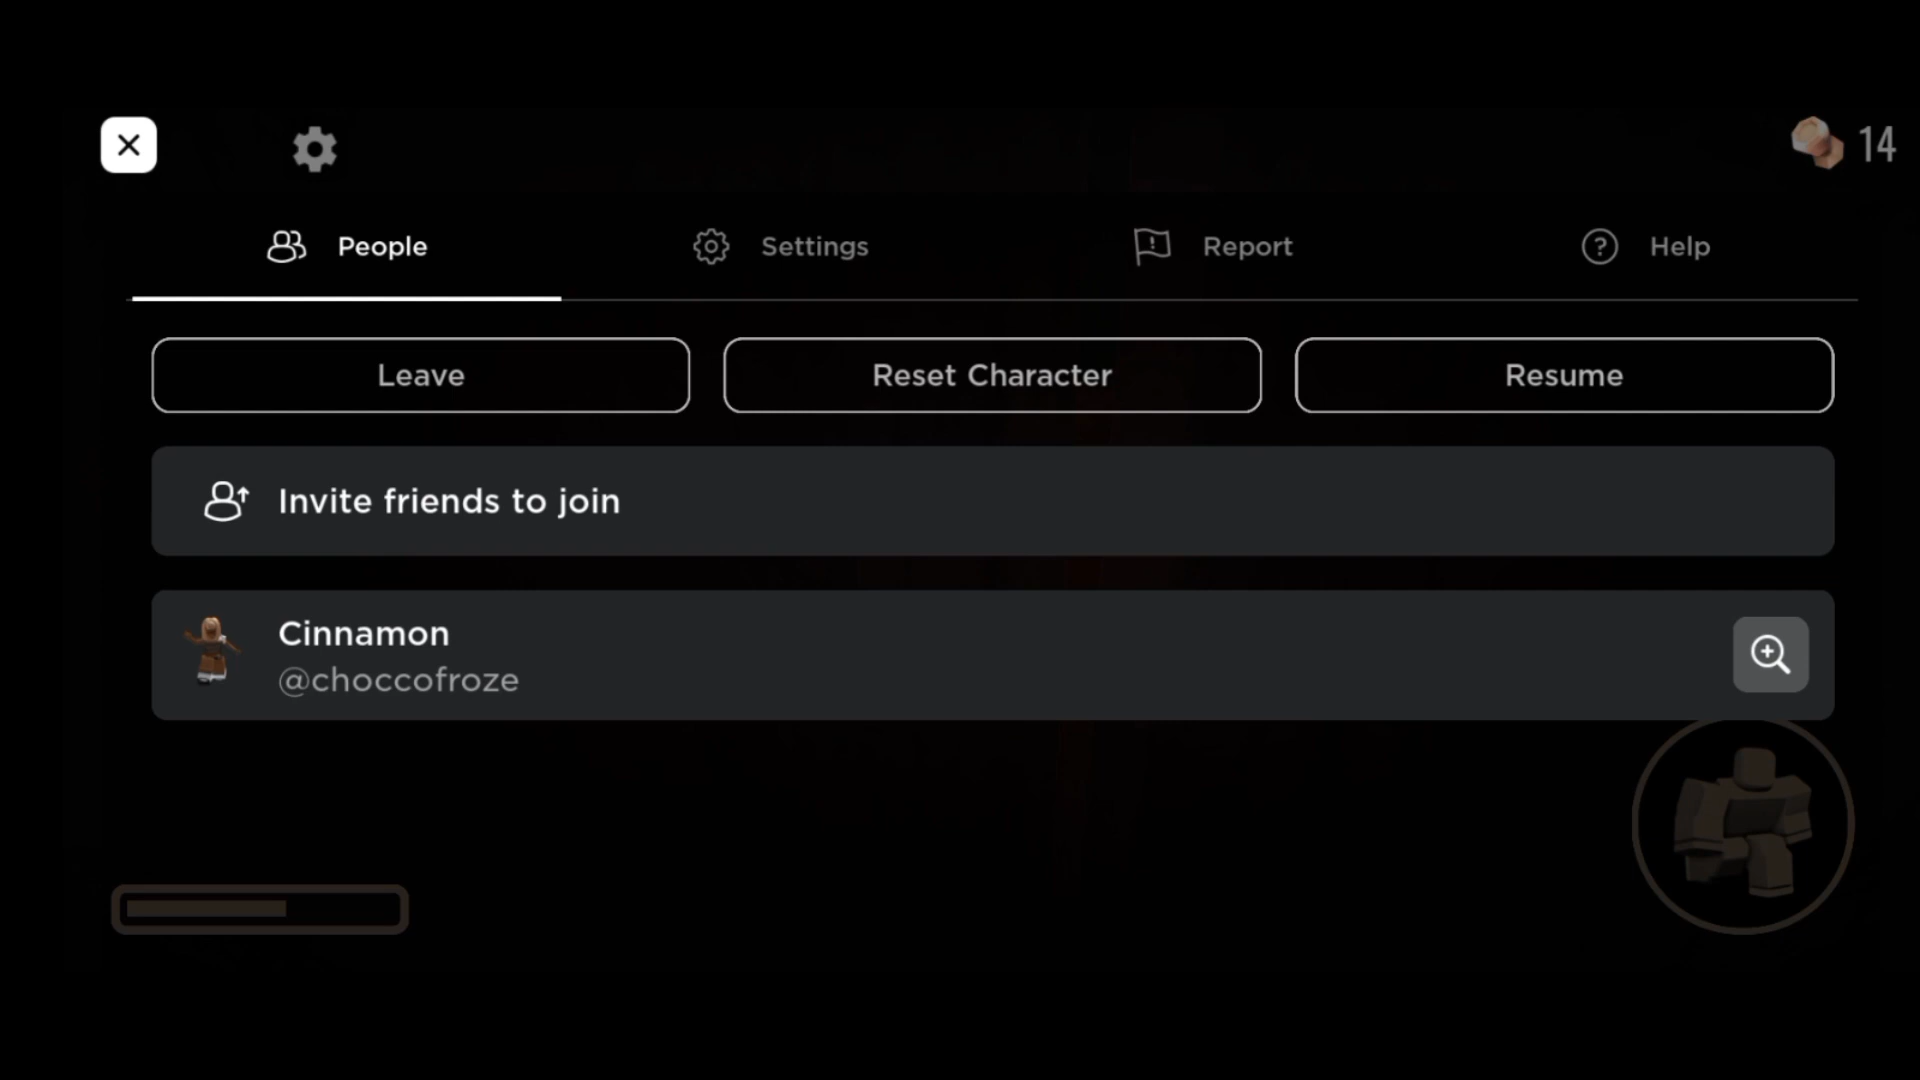 14
People
Settings
Report
Help
Leave
Reset Character
Resume
Invite friends to join
Cinnamon
@choccofroze